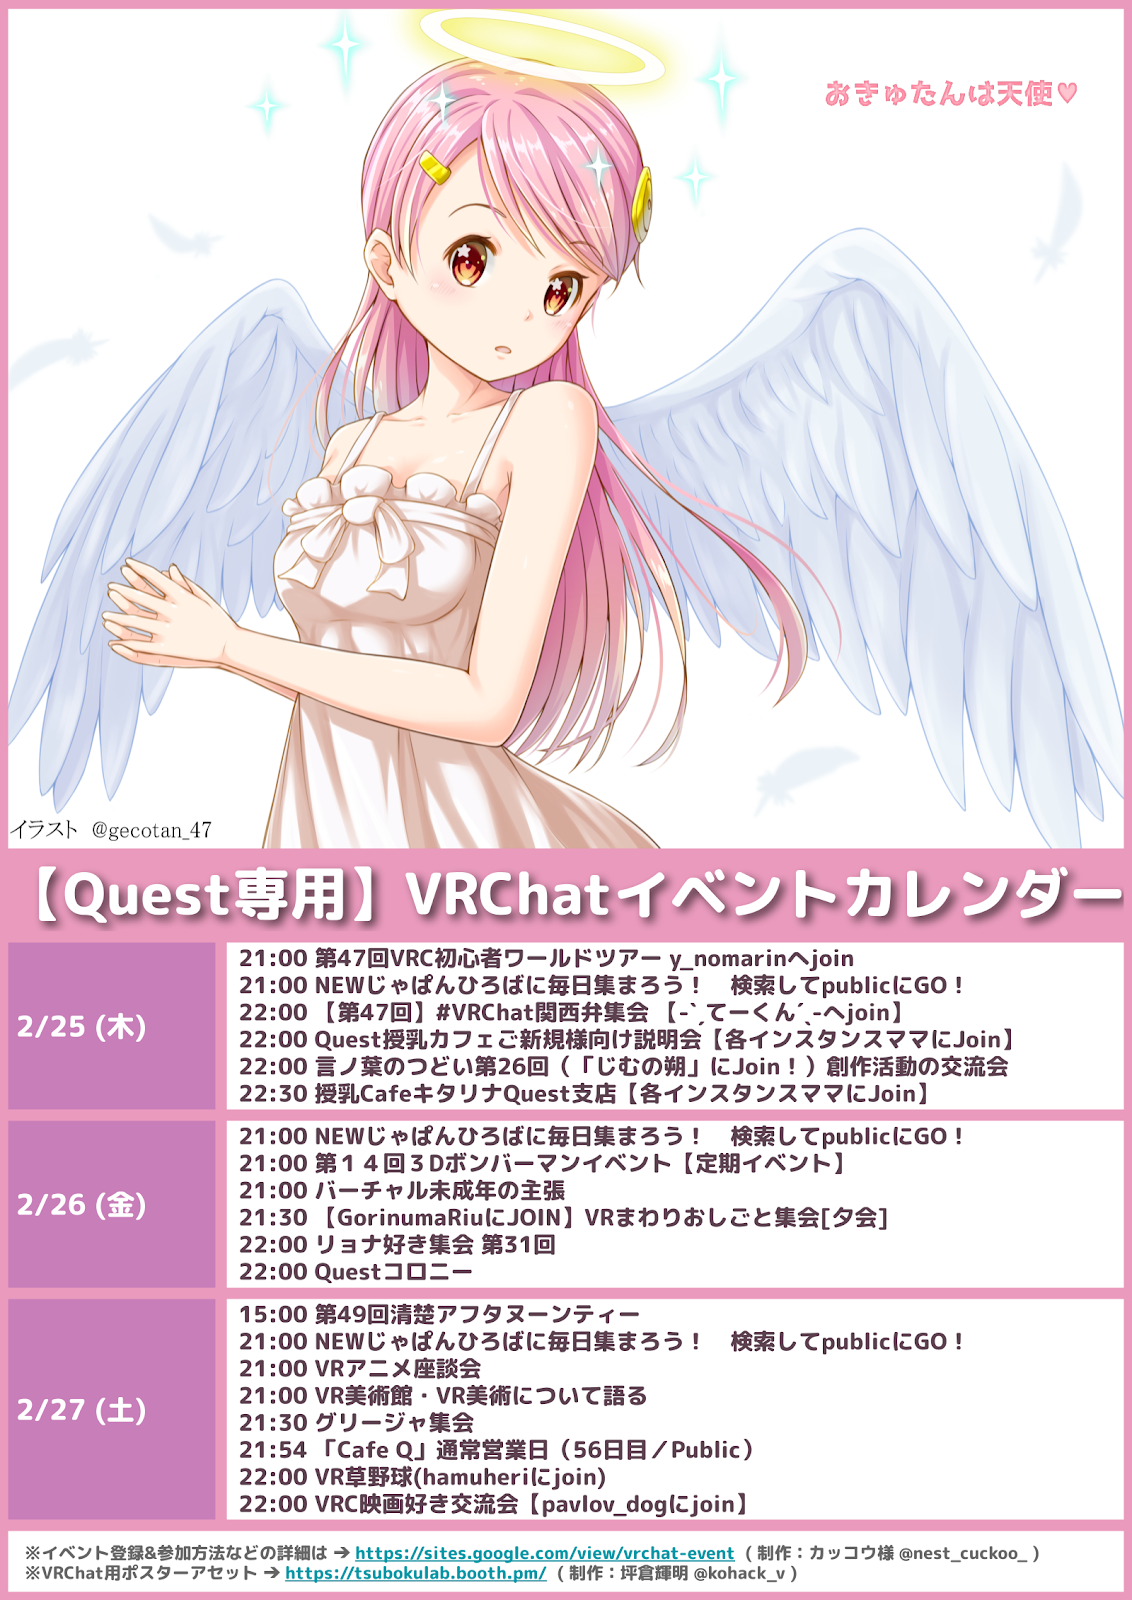 おきゅたんは天使♥
イラスト @gecotan_47
【Quest専用】VRChatイベントカレンダー
2/25 (木)
21:00 第47回VRC初心者ワールドツアー y_nomarinへjoin
21:00 NEWじゃぱんひろばに毎日集まろう！　検索してpublicにGO！
22:00 【第47回】#VRChat関西弁集会 【-`ˏてーくん´ˎ-へjoin】
22:00 Quest授乳カフェご新規様向け説明会【各インスタンスママにJoin】
22:00 言ノ葉のつどい第26回（「じむの朔」にJoin！）創作活動の交流会
22:30 授乳CafeキタリナQuest支店【各インスタンスママにJoin】
2/26 (金)
21:00 NEWじゃぱんひろばに毎日集まろう！　検索してpublicにGO！
21:00 第１４回３Dボンバーマンイベント【定期イベント】
21:00 バーチャル未成年の主張
21:30 【GorinumaRiuにJOIN】VRまわりおしごと集会[夕会]
22:00 リョナ好き集会 第31回
22:00 Questコロニー
2/27 (土)
15:00 第49回清楚アフタヌーンティー
21:00 NEWじゃぱんひろばに毎日集まろう！　検索してpublicにGO！
21:00 VRアニメ座談会
21:00 VR美術館・VR美術について語る
21:30 グリージャ集会
21:54 「Cafe Q」通常営業日（56日目／Public）
22:00 VR草野球(hamuheriにjoin)
22:00 VRC映画好き交流会【pavlov_dogにjoin】
※イベント登録&参加方法などの詳細は → https://sites.google.com/view/vrchat-event ( 制作：カッコウ様 @nest_cuckoo_ )
※VRChat用ポスターアセット → https://tsubokulab.booth.pm/ ( 制作：坪倉輝明 @kohack_v )